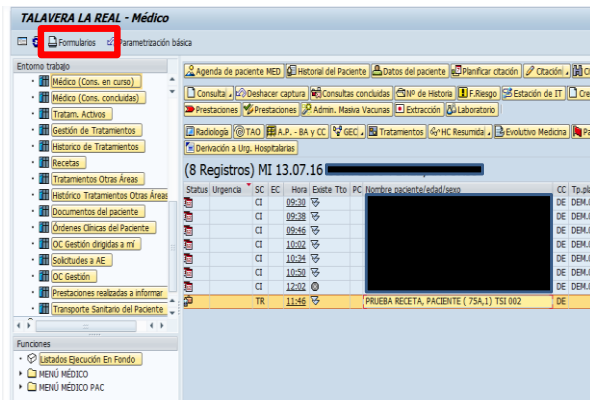 TALAVERA LA REAL - Médico
Formularios Parametrización básica
Entorno trabajo
Médico (Cons. en curso)
Médico (Cons. concluidas)
Tratam. Activos
Gestión de Tratamientos
Historico de Tratamientos
Recetas
Tratamientos Otras Áreas
Histórico Tratamientos Otras Áreas
Documentos del paciente
Órdenes Clínicas del Paciente
OC Gestión dirigidas a mí
Solicitudes a AE
OC Gestión
Prestaciones realizadas a informar
Transporte Sanitario del Paciente
Funciones
Listados Ejecución En Fondo
MENÚ MÉDICO
MENÚ MÉDICO PAC
Agenda de paciente MED Historial del Paciente Datos del paciente Planificar citación Citación
Consulta Deshacer captura Consultas concluidas Nº de Historia F.Riesgo Estación de IT Cre
Prestaciones Prestaciones Admin. Masiva Vacunas Extracción Laboratorio
Radiología TAO A.P. - BA y CC GEC Tratamientos HC Resumida Evolutivo Medicina Pa
Derivación a Urg. Hospitalarias
(8 Registros) MI 13.07.16
Status Urgencia SC EC Hora Existe Tto PC Nombre paciente/edad/sexo CC Tp.pla
CI 09:30 DE DEM.
CI 09:38 DE DEM.
CI 09:46 DE DEM.
CI 10:02 DE DEM.
CI 10:34 DE DEM.
CI 10:50 DE DEM.
CI 12:02 DE DEM.
TR 11:46 PRUEBA RECETA, PACIENTE ( 75A,1) TSI 002 DE